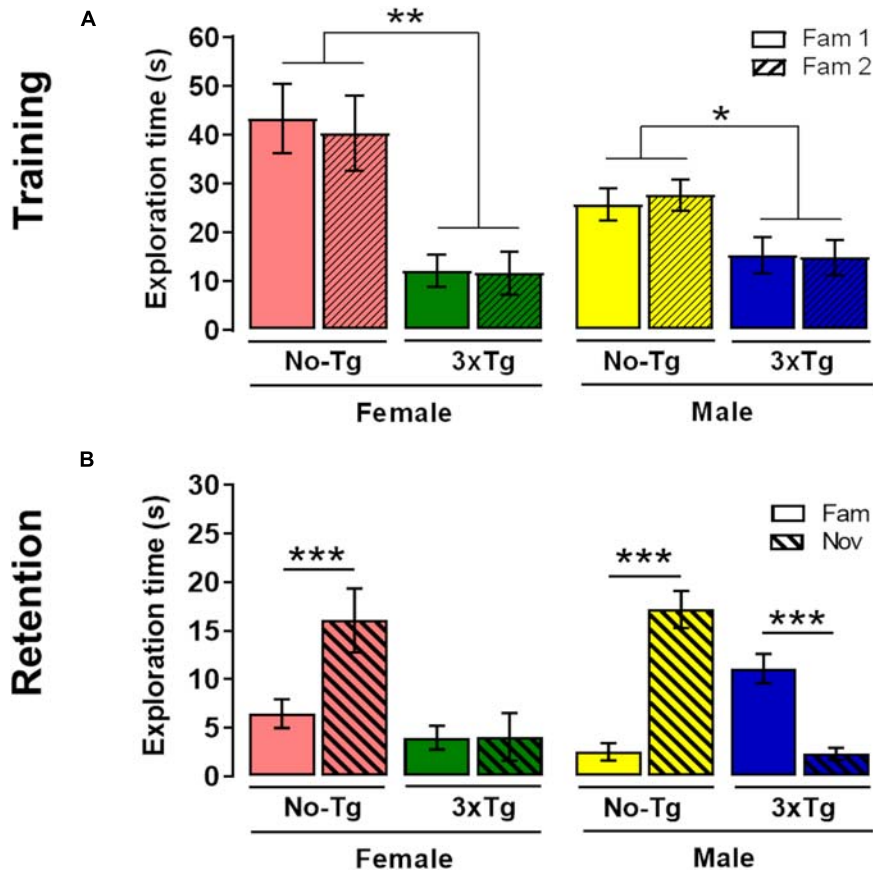 A
Training
Exploration time (s)
60
50
40
30
20
10
0
**
*
Fam 1
Fam 2
No-Tg 3xTg No-Tg 3xTg
Female Male
B
Retention
Exploration time (s)
30
25
20
15
10
5
0
***
***
***
Fam
Nov
No-Tg 3xTg No-Tg 3xTg
Female Male